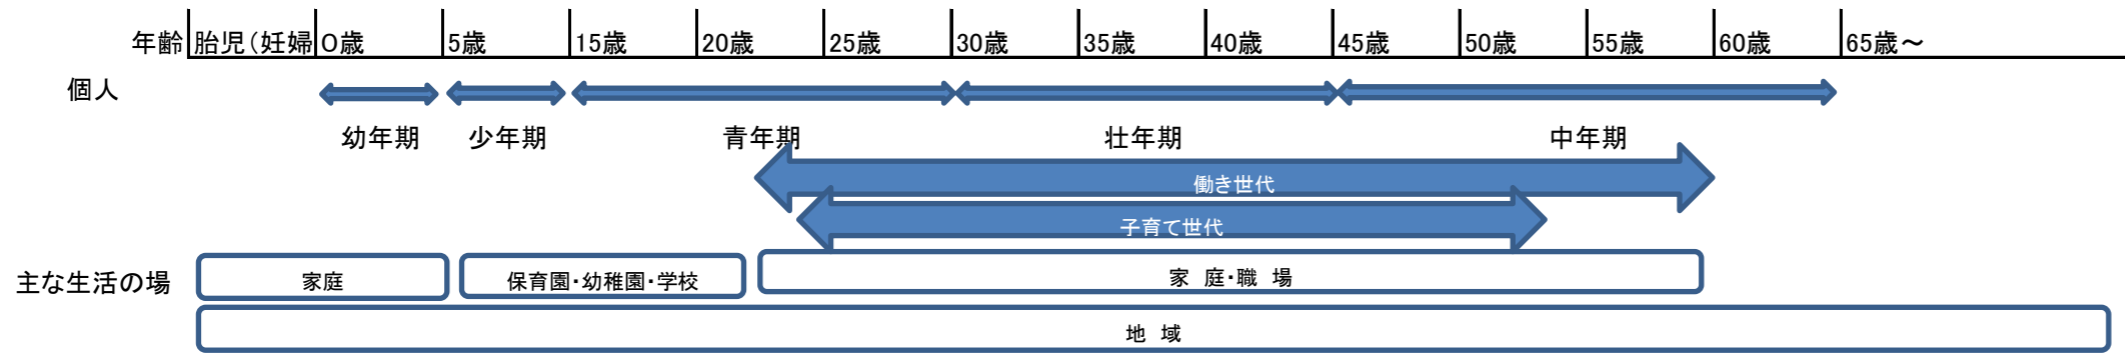 年齢 胎児(妊婦 0歳 5歳 15歳 20歳 25歳 30歳 35歳 40歳 45歳 50歳 55歳 60歳 65歳～
個人
幼年期 少年期 青年期 壮年期 中年期
働き世代
子育て世代
主な生活の場 家庭 保育園・幼稚園・学校 家 庭・職 場
地 域